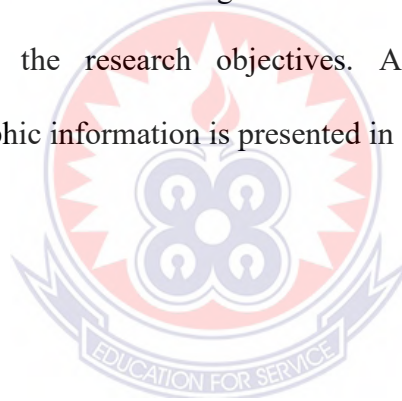 the research objectives. A
hic information is presented in
EDUCATION FOR SERVICE